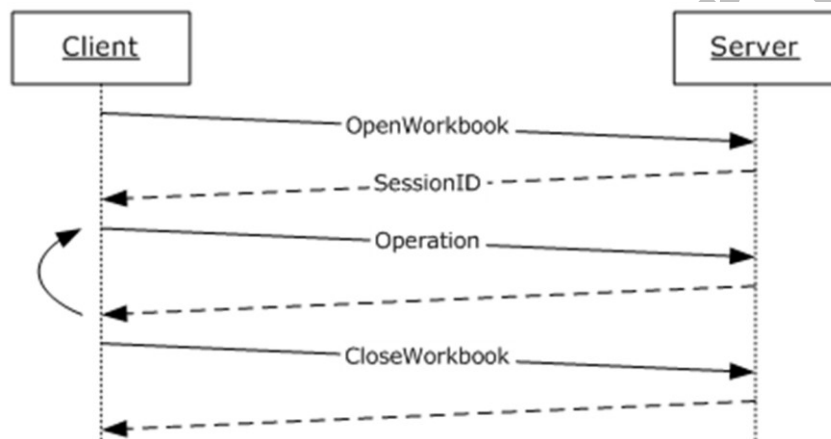 Client
Server
OpenWorkbook
SessionID
Operation
CloseWorkbook